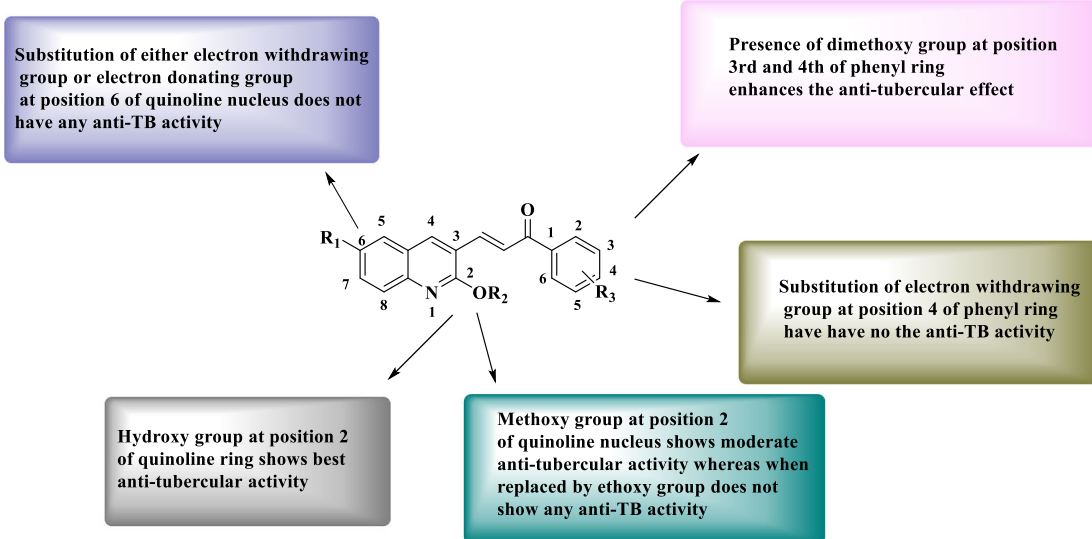 Substitution of either electron withdrawing
group or electron donating group
at position 6 of quinoline nucleus does not
have any anti-TB activity
Presence of dimethoxy group at position
3rd and 4th of phenyl ring
enhances the anti-tubercular effect
O
R1
5
4
6
3
7
8
N
1
2
OR2
1
2
3
4
5
6
R3
Substitution of electron withdrawing
group at position 4 of phenyl ring
have have no the anti-TB activity
Hydroxy group at position 2
of quinoline ring shows best
anti-tubercular activity
Methoxy group at position 2
of quinoline nucleus shows moderate
anti-tubercular activity whereas when
replaced by ethoxy group does not
show any anti-TB activity